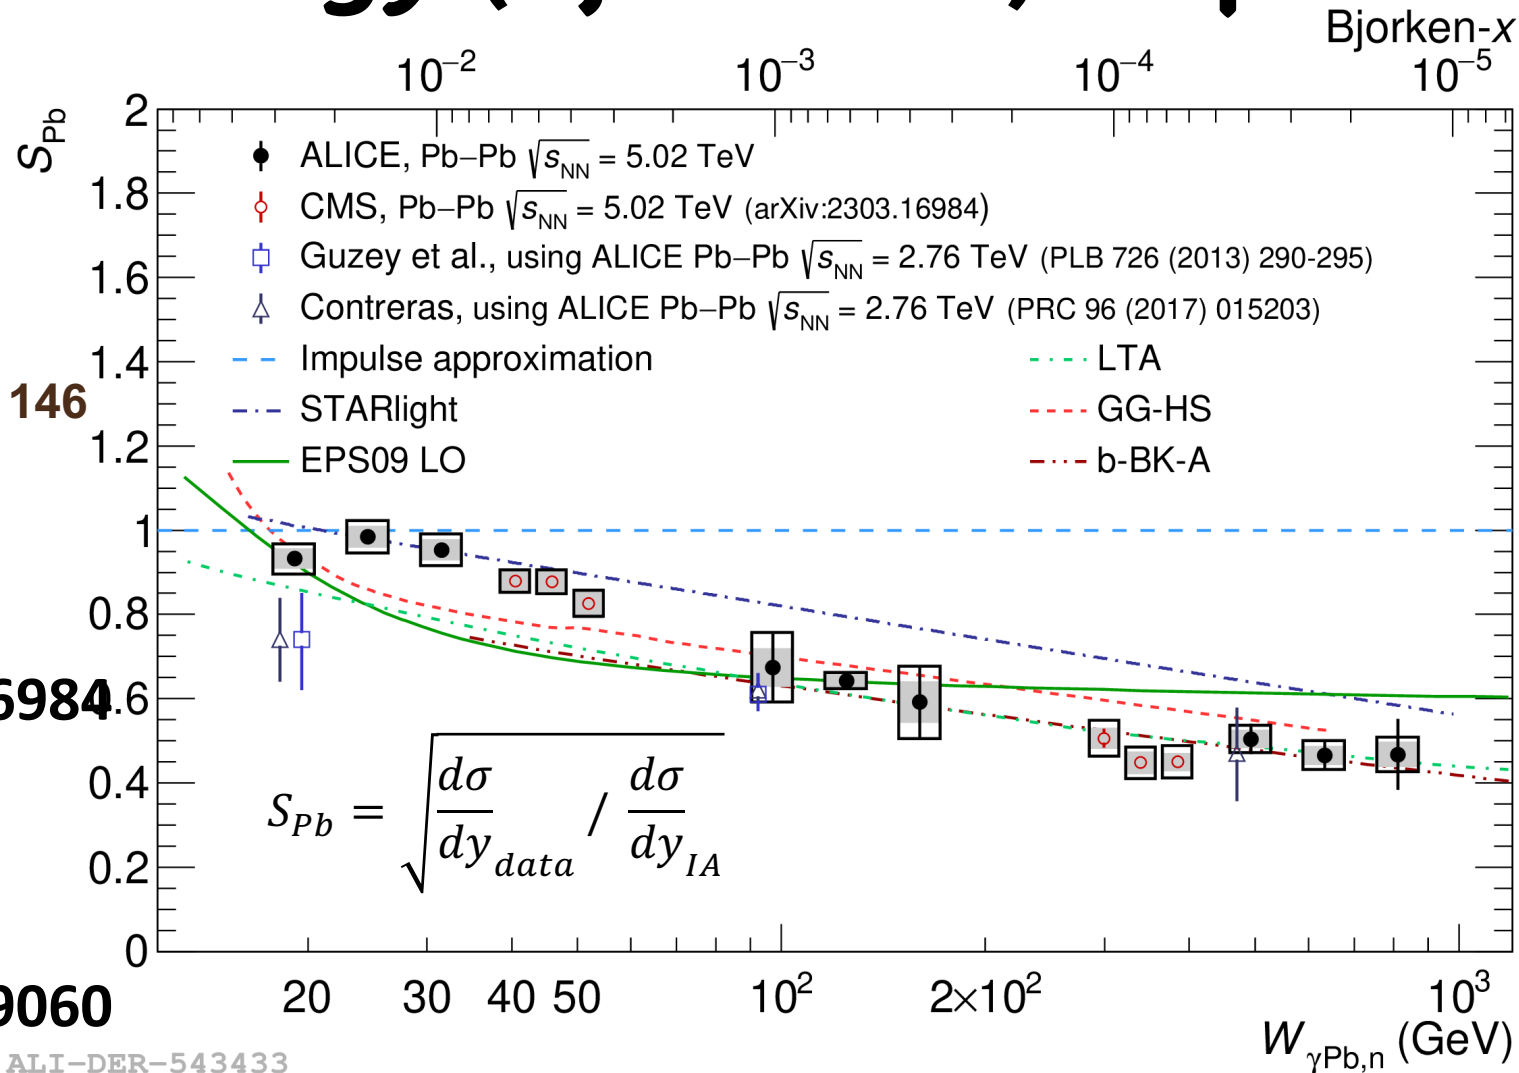 Bjorken-x
10⁻² 10⁻³ 10⁻⁴ 10⁻⁵
S_Pb
2
1.8
1.6
1.4
1.2
1
0.8
0.6
0.4
0.2
0
ALICE, Pb−Pb √s_NN = 5.02 TeV
CMS, Pb−Pb √s_NN = 5.02 TeV (arXiv:2303.16984)
Guzey et al., using ALICE Pb−Pb √s_NN = 2.76 TeV (PLB 726 (2013) 290-295)
Contreras, using ALICE Pb−Pb √s_NN = 2.76 TeV (PRC 96 (2017) 015203)
Impulse approximation
STARlight
EPS09 LO
LTA
GG-HS
b-BK-A
146
6984
9060
S_Pb = √(dσ/dy_data / dσ/dy_IA)
20 30 40 50 10² 2×10² 10³
W_γPb,n (GeV)
ALI−DER−543433